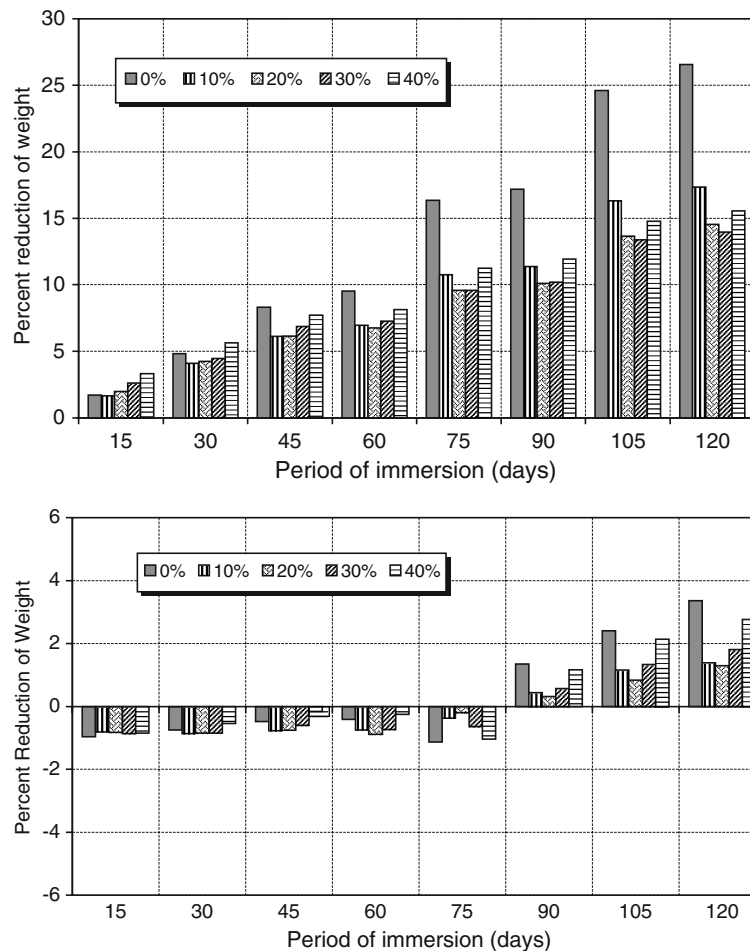 30
25
20
15
10
5
0
Percent reduction of weight
0% 10% 20% 30% 40%
15 30 45 60 75 90 105 120
Period of immersion (days)
6
4
2
0
-2
-4
-6
Percent Reduction of Weight
0% 10% 20% 30% 40%
15 30 45 60 75 90 105 120
Period of immersion (days)